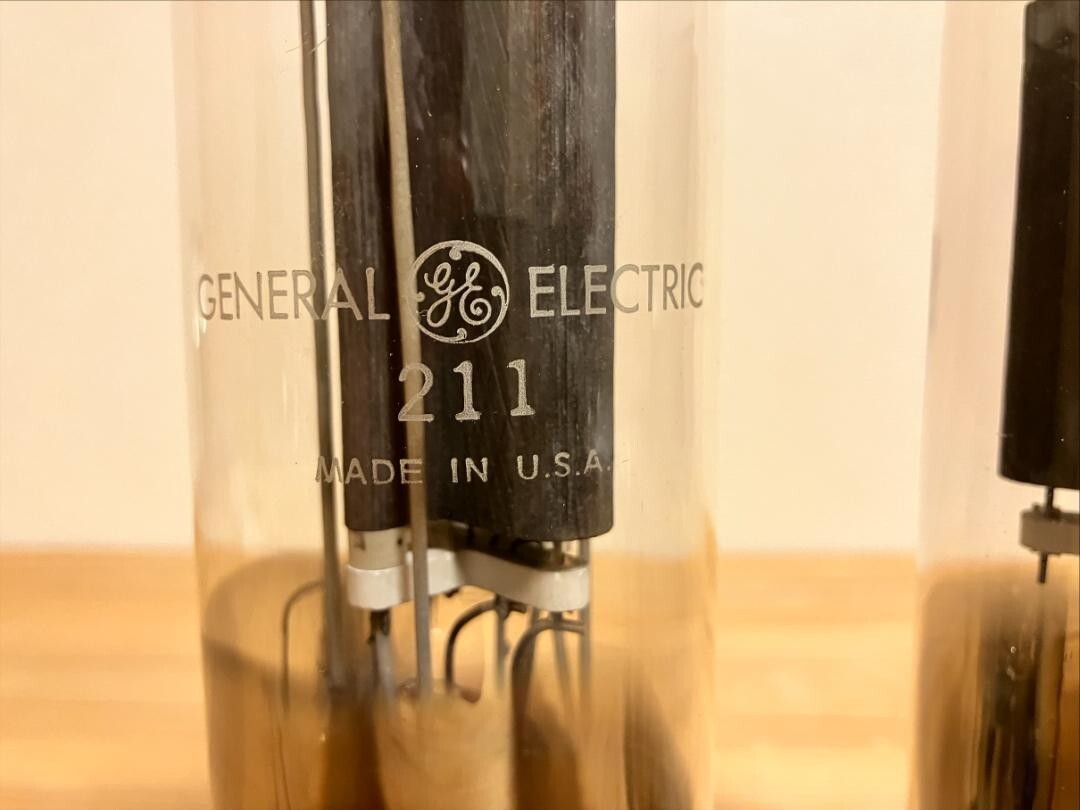 GENERAL GE ELECTRIC
211
MADE IN U.S.A.